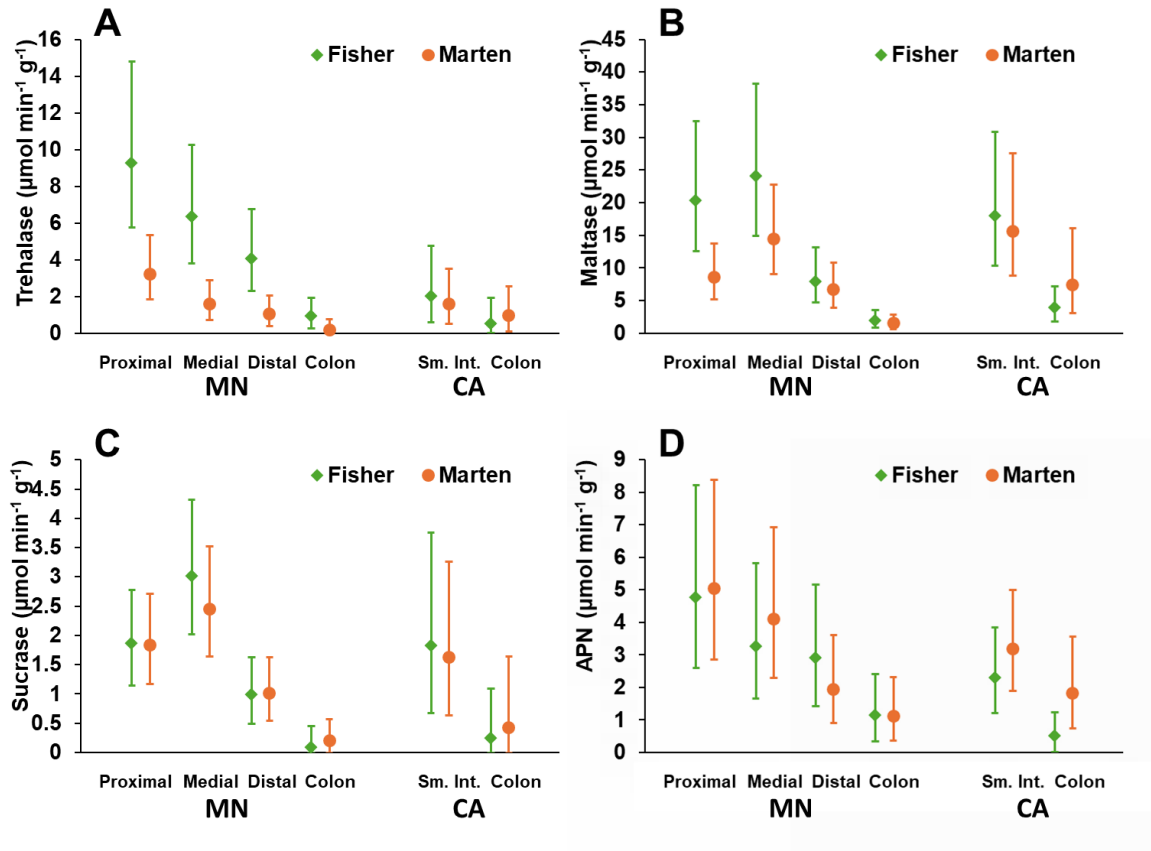 A
Trehalase (µmol min⁻¹ g⁻¹)
16
14
12
10
8
6
4
2
0
Fisher
Marten
Proximal Medial Distal Colon Sm. Int. Colon
MN CA
B
Maltase (µmol min⁻¹ g⁻¹)
45
40
35
30
25
20
15
10
5
0
Fisher
Marten
Proximal Medial Distal Colon Sm. Int. Colon
MN CA
C
Sucrase (µmol min⁻¹ g⁻¹)
5
4.5
4
3.5
3
2.5
2
1.5
1
0.5
0
Fisher
Marten
Proximal Medial Distal Colon Sm. Int. Colon
MN CA
D
APN (µmol min⁻¹ g⁻¹)
9
8
7
6
5
4
3
2
1
0
Fisher
Marten
Proximal Medial Distal Colon Sm. Int. Colon
MN CA